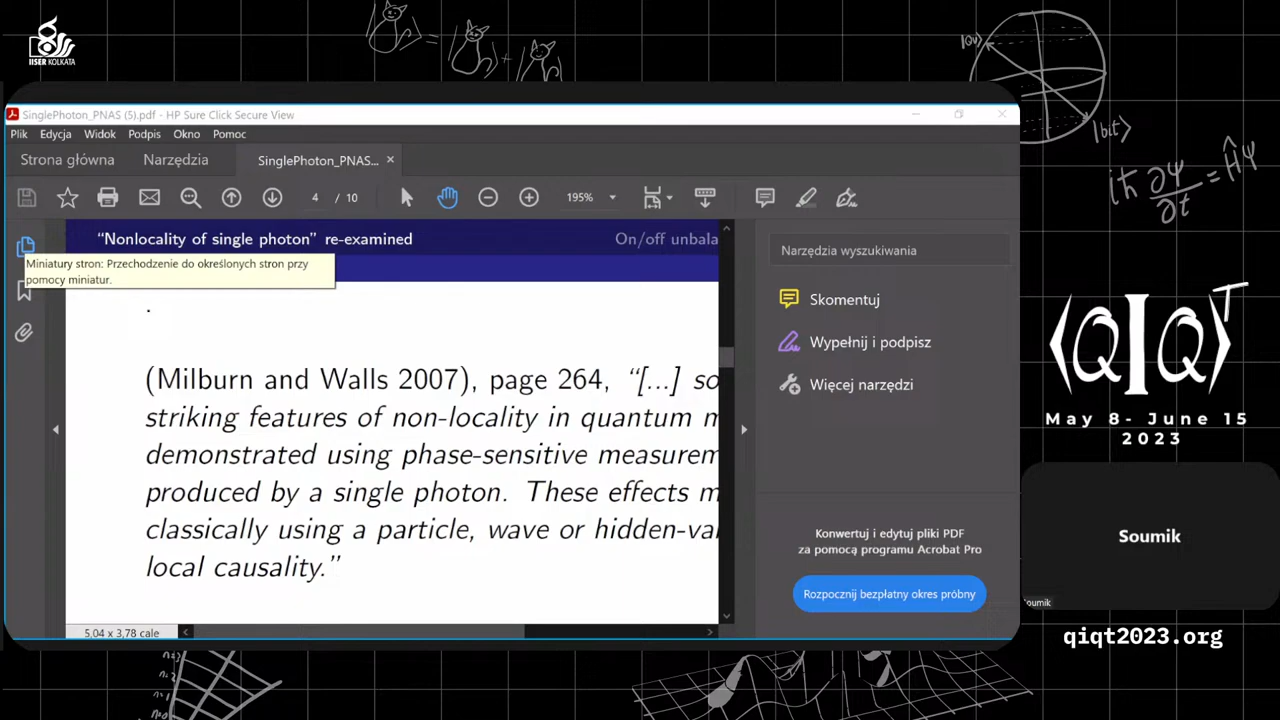 IISER KOLKATA
|0⟩
|bit⟩
iħ ∂ψ/∂t = Ĥψ
SinglePhoton_PNAS (5).pdf - HP Sure Click Secure View
Plik Edycja Widok Podpis Okno Pomoc
Strona główna Narzędzia SinglePhoton_PNAS... ×
4 / 10 195%
"Nonlocality of single photon" re-examined On/off unbala
Miniatury stron: Przechodzenie do określonych stron przy
pomocy miniatur.
.
(Milburn and Walls 2007), page 264, "[...] so
striking features of non-locality in quantum m
demonstrated using phase-sensitive measurem
produced by a single photon. These effects m
classically using a particle, wave or hidden-va
local causality."
5,04 x 3,78 cale
Narzędzia wyszukiwania
Skomentuj
Wypełnij i podpisz
Więcej narzędzi
Konwertuj i edytuj pliki PDF
za pomocą programu Acrobat Pro
Rozpocznij bezpłatny okres próbny
⟨QIQ⟩T
May 8- June 15
2023
Soumik
Soumik
qiqt2023.org
n=2
n=1
n=0